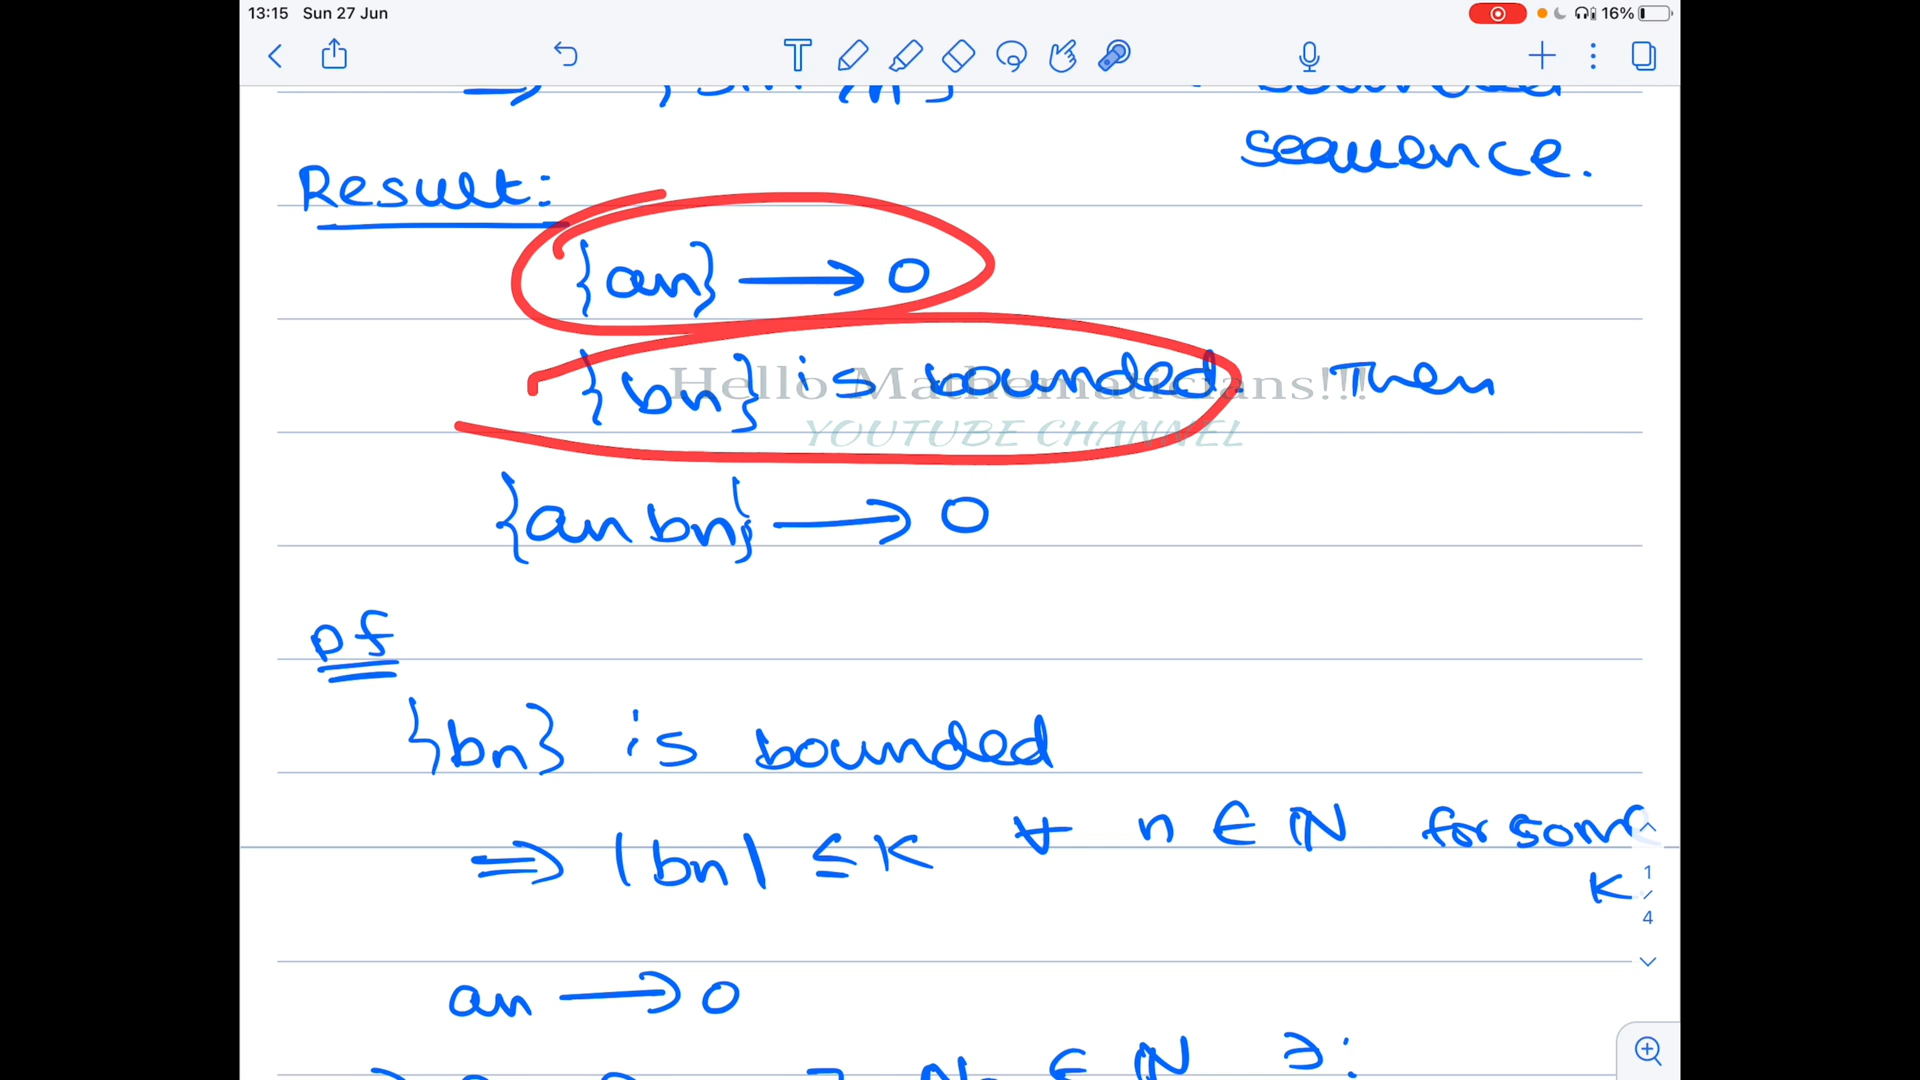 13:15 Sun 27 Jun
16%
sequence.
Result:
{an} ⟶ 0
{bn} is bounded. Then
Hello Mathematicians!!!
YOUTUBE CHANNEL
{an bn} ⟶ 0
pf
{bn} is bounded
⟹ |bn| ≤ K ∀ n ∈ ℕ for some
K
1
/
4
an ⟶ 0
∈ ℕ ∋: